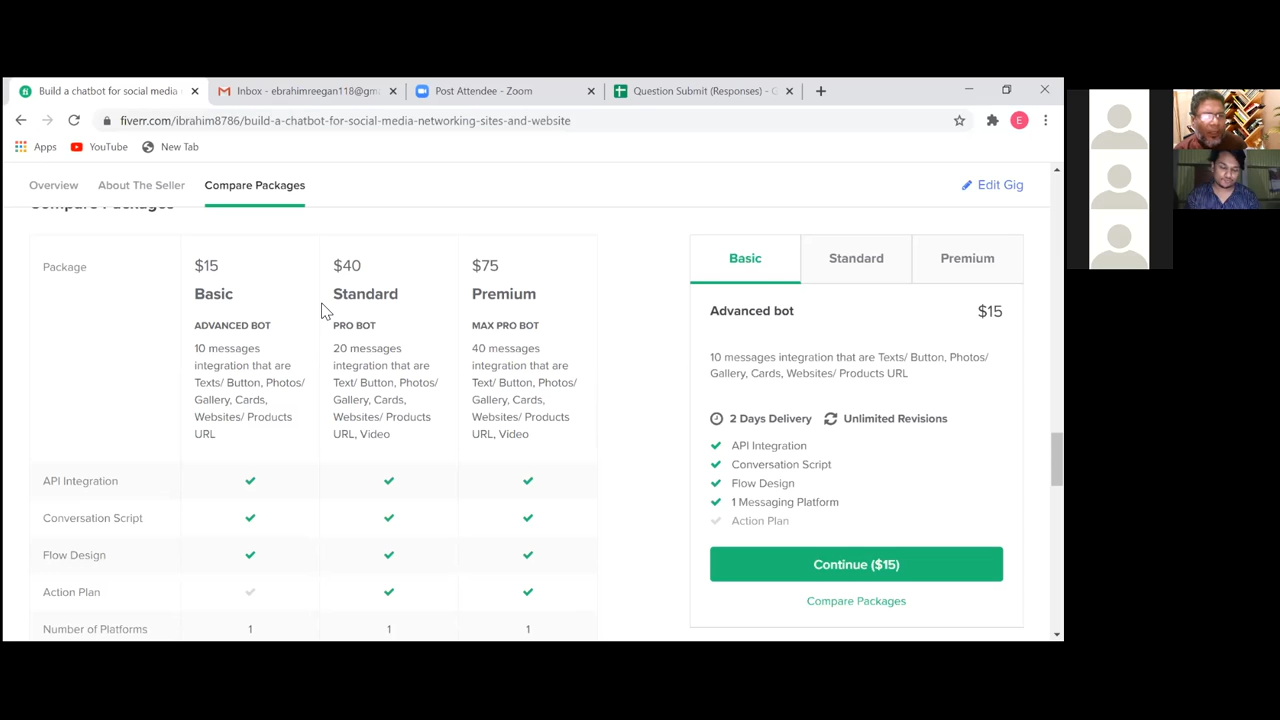 Build a chatbot for social media
Inbox - ebrahimreegan118@gm
Post Attendee - Zoom
Question Submit (Responses) - G
fiverr.com/ibrahim8786/build-a-chatbot-for-social-media-networking-sites-and-website
E
Apps
YouTube
New Tab
Overview
About The Seller
Compare Packages
Edit Gig
Compare Packages
Package
$15
Basic
ADVANCED BOT
10 messages
integration that are
Texts/ Button, Photos/
Gallery, Cards,
Websites/ Products
URL
$40
Standard
PRO BOT
20 messages
integration that are
Text/ Button, Photos/
Gallery, Cards,
Websites/ Products
URL, Video
$75
Premium
MAX PRO BOT
40 messages
integration that are
Text/ Button, Photos/
Gallery, Cards,
Websites/ Products
URL, Video
API Integration
Conversation Script
Flow Design
Action Plan
Number of Platforms 1 1 1
Basic
Standard
Premium
Advanced bot $15
10 messages integration that are Texts/ Button, Photos/
Gallery, Cards, Websites/ Products URL
2 Days Delivery Unlimited Revisions
API Integration
Conversation Script
Flow Design
1 Messaging Platform
Action Plan
Continue ($15)
Compare Packages